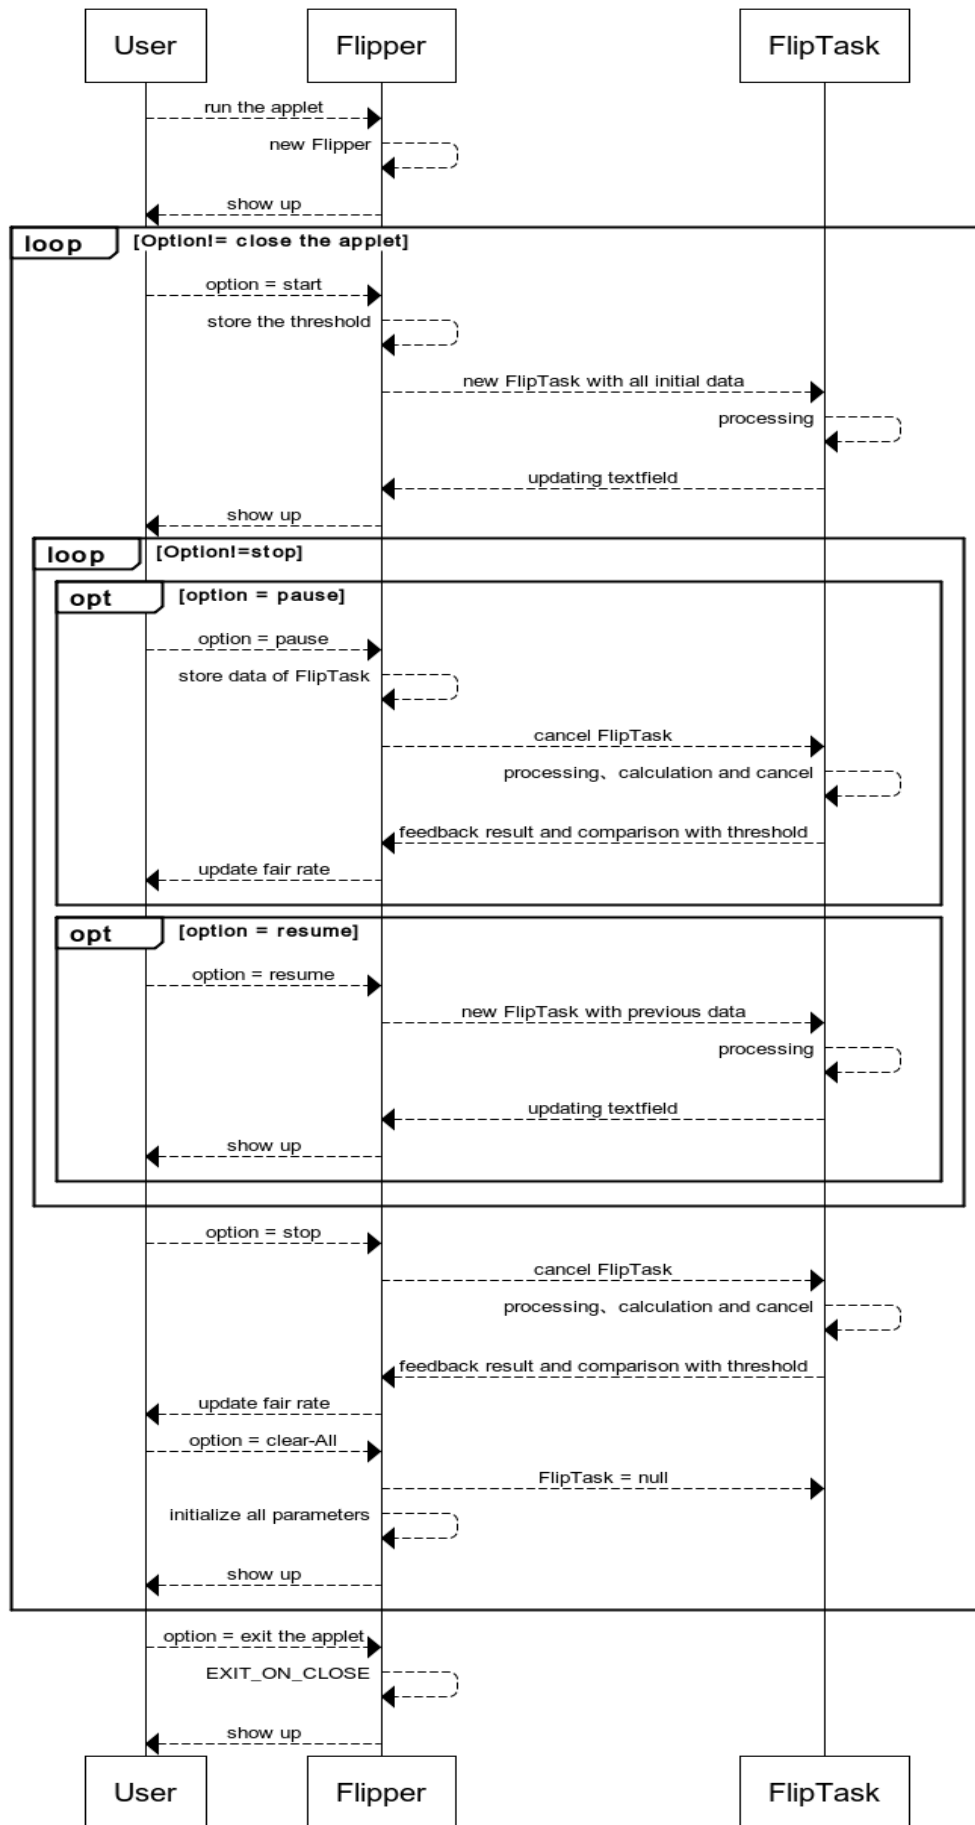 User
Flipper
FlipTask
run the applet
new Flipper
show up
loop
[Option!= close the applet]
option = start
store the threshold
new FlipTask with all initial data
processing
updating textfield
show up
loop
[Option!=stop]
opt
[option = pause]
option = pause
store data of FlipTask
cancel FlipTask
processing、calculation and cancel
feedback result and comparison with threshold
update fair rate
opt
[option = resume]
option = resume
new FlipTask with previous data
processing
updating textfield
show up
option = stop
cancel FlipTask
processing、calculation and cancel
feedback result and comparison with threshold
update fair rate
option = clear-All
FlipTask = null
initialize all parameters
show up
option = exit the applet
EXIT_ON_CLOSE
show up
User
Flipper
FlipTask